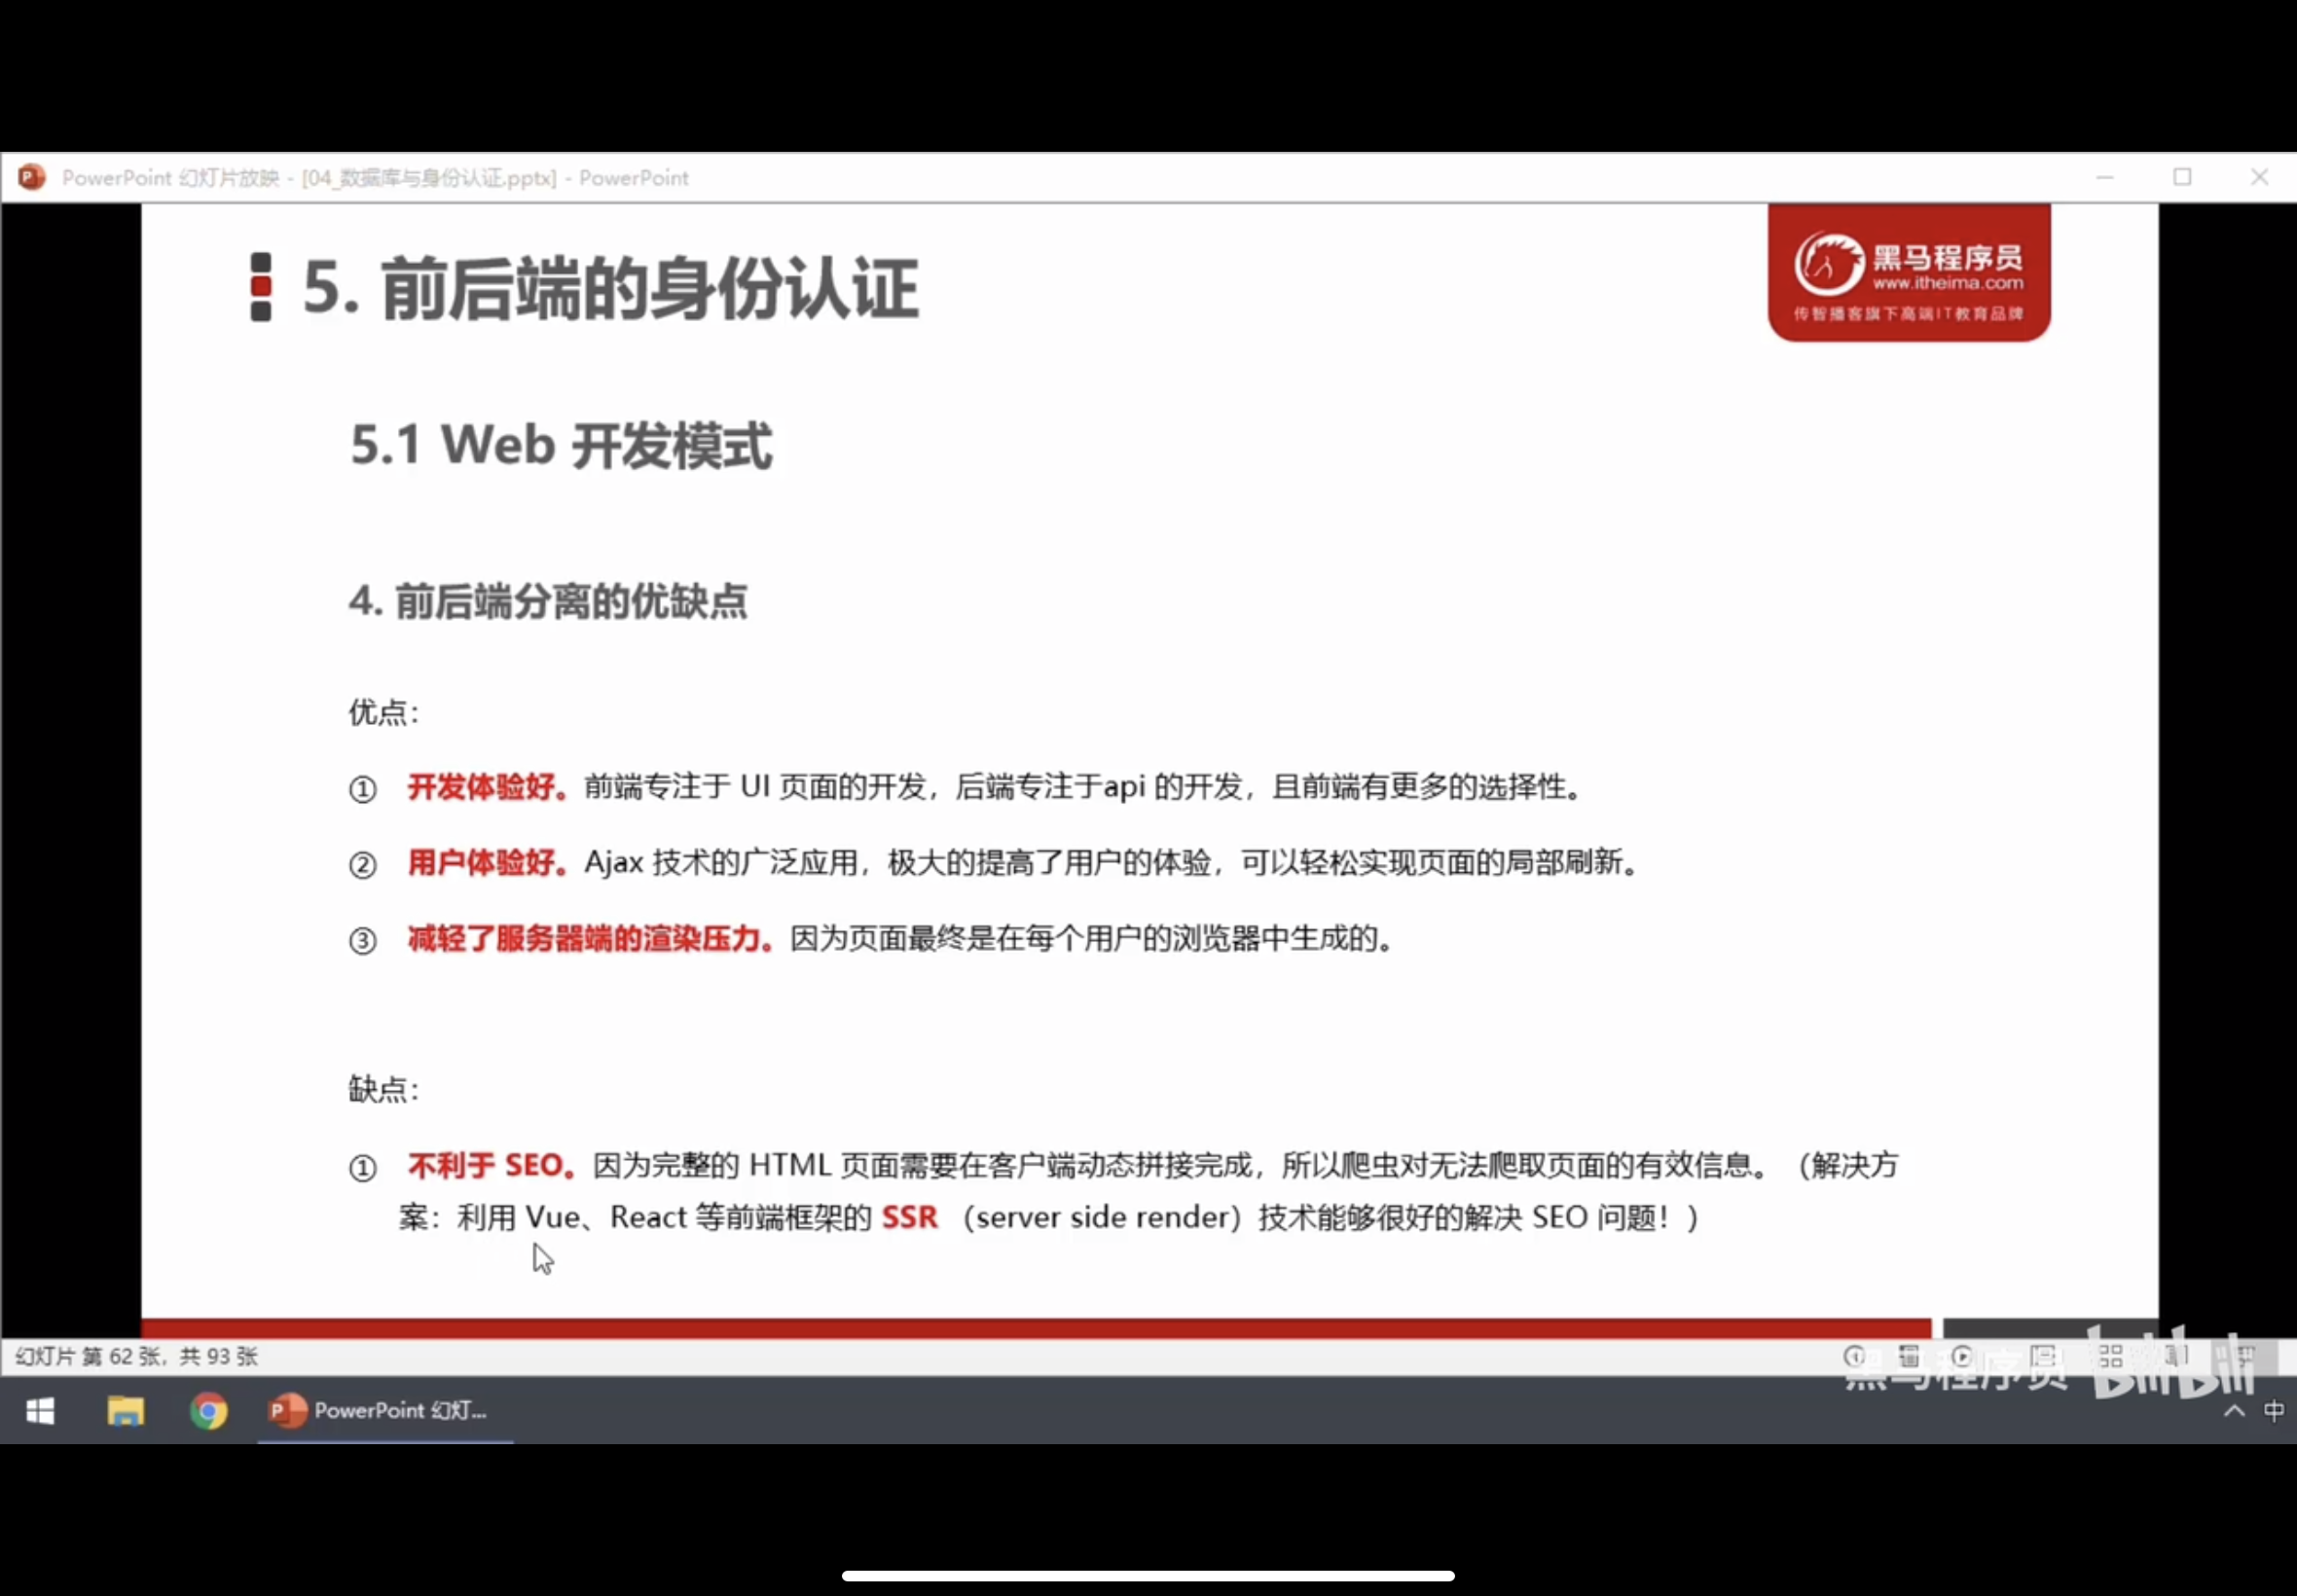 PowerPoint 幻灯片放映 - [04_数据库与身份认证.pptx] - PowerPoint
5. 前后端的身份认证
黑马程序员
www.itheima.com
传智播客旗下高端IT教育品牌
5.1 Web 开发模式
4. 前后端分离的优缺点
优点：
① 开发体验好。前端专注于 UI 页面的开发，后端专注于api 的开发，且前端有更多的选择性。
② 用户体验好。Ajax 技术的广泛应用，极大的提高了用户的体验，可以轻松实现页面的局部刷新。
③ 减轻了服务器端的渲染压力。因为页面最终是在每个用户的浏览器中生成的。
缺点：
① 不利于 SEO。因为完整的 HTML 页面需要在客户端动态拼接完成，所以爬虫对无法爬取页面的有效信息。（解决方
案：利用 Vue、React 等前端框架的 SSR （server side render）技术能够很好的解决 SEO 问题！）
幻灯片 第 62 张，共 93 张
黑马程序员 bilibili
PowerPoint 幻灯...
中